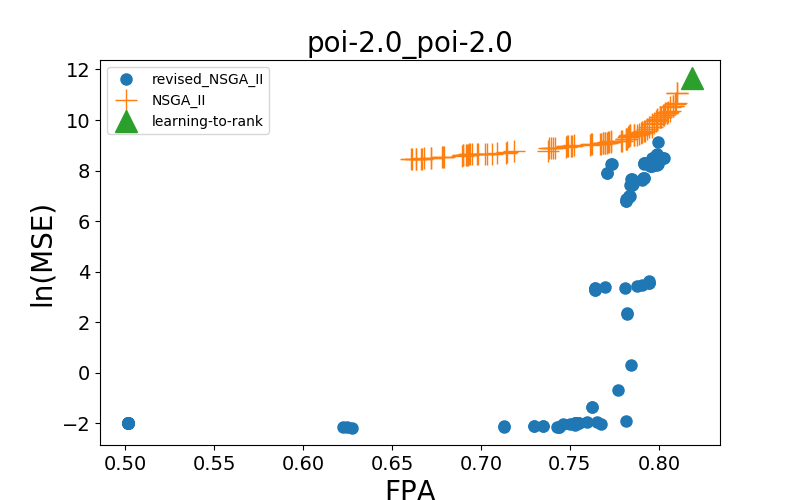 poi-2.0_poi-2.0
12
10
8
6
4
2
0
−2
ln(MSE)
revised_NSGA_II
NSGA_II
learning-to-rank
0.50 0.55 0.60 0.65 0.70 0.75 0.80
FPA